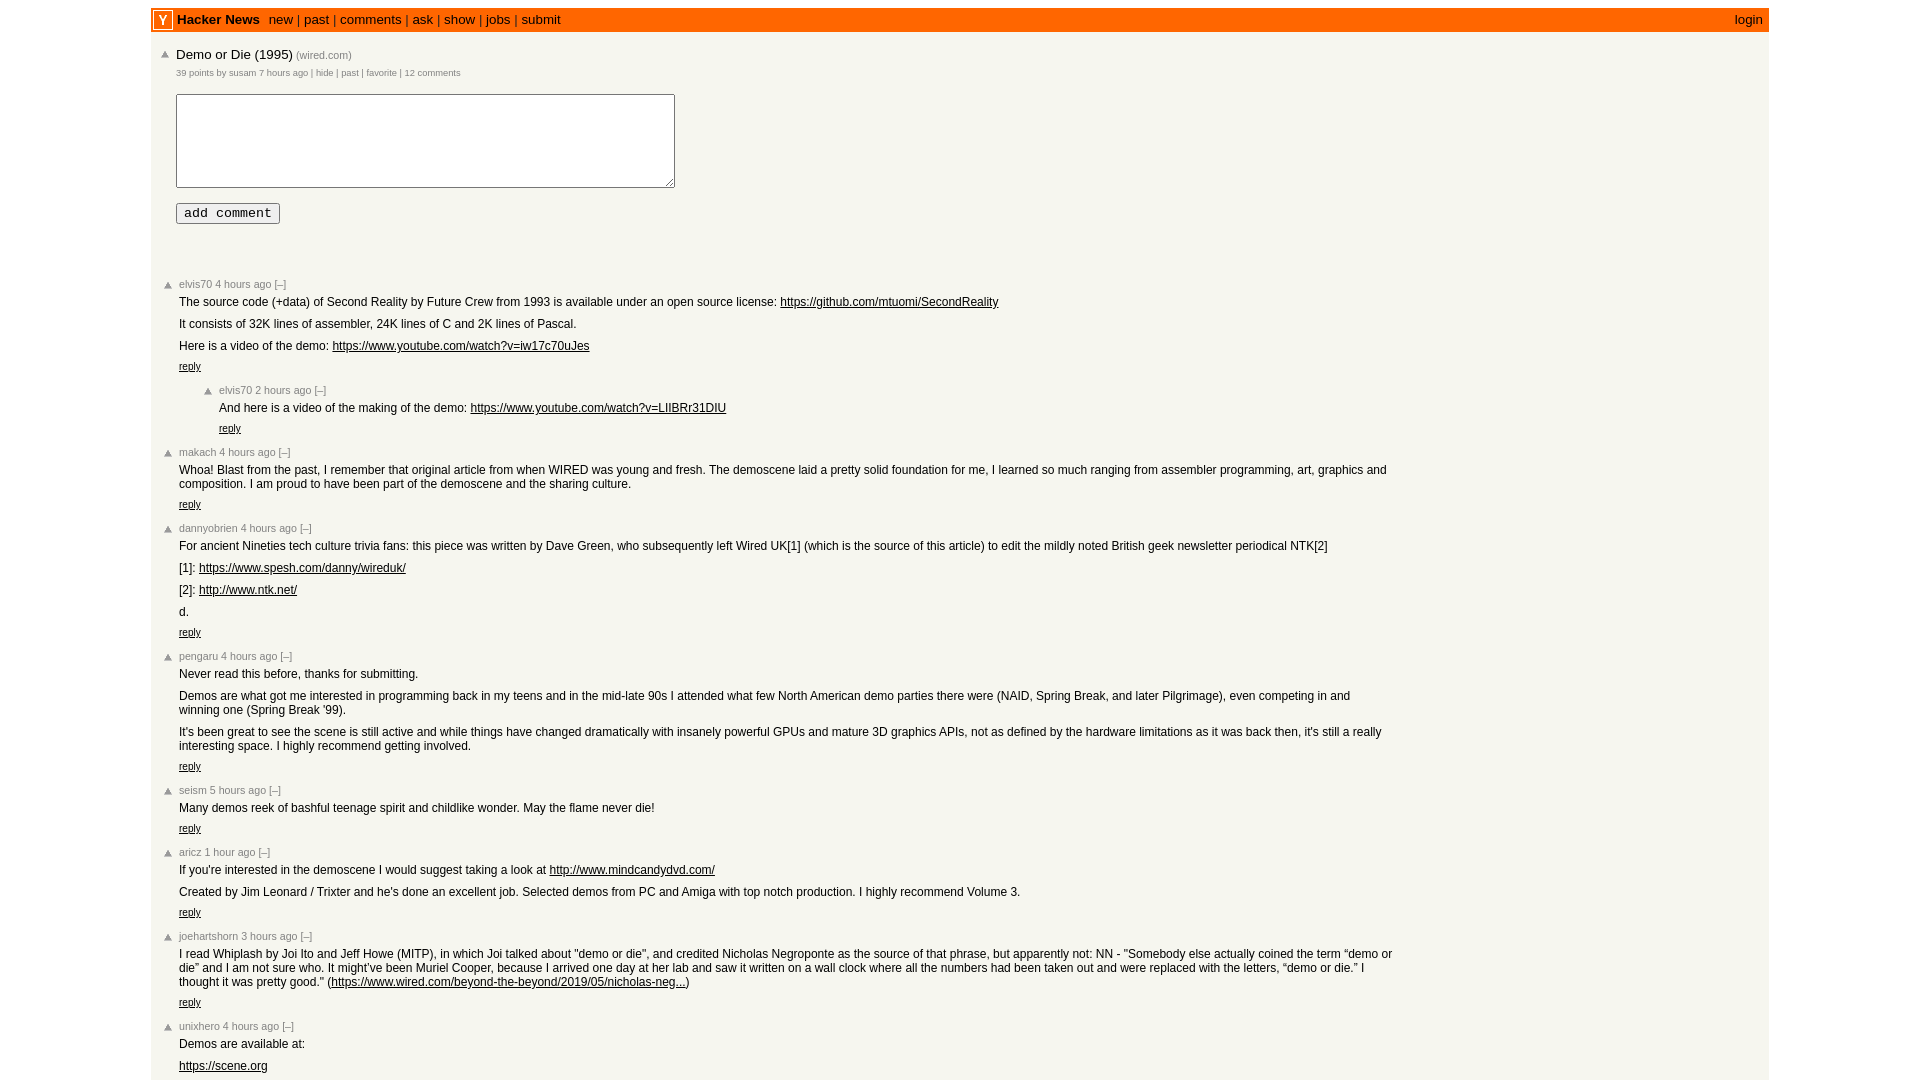 Y Hacker News new | past | comments | ask | show | jobs | submit login
Demo or Die (1995) (wired.com)
39 points by susam 7 hours ago | hide | past | favorite | 12 comments
add comment
elvis70 4 hours ago [–]
The source code (+data) of Second Reality by Future Crew from 1993 is available under an open source license: https://github.com/mtuomi/SecondReality
It consists of 32K lines of assembler, 24K lines of C and 2K lines of Pascal.
Here is a video of the demo: https://www.youtube.com/watch?v=iw17c70uJes
reply
elvis70 2 hours ago [–]
And here is a video of the making of the demo: https://www.youtube.com/watch?v=LIIBRr31DIU
reply
makach 4 hours ago [–]
Whoa! Blast from the past, I remember that original article from when WIRED was young and fresh. The demoscene laid a pretty solid foundation for me, I learned so much ranging from assembler programming, art, graphics and
composition. I am proud to have been part of the demoscene and the sharing culture.
reply
dannyobrien 4 hours ago [–]
For ancient Nineties tech culture trivia fans: this piece was written by Dave Green, who subsequently left Wired UK[1] (which is the source of this article) to edit the mildly noted British geek newsletter periodical NTK[2]
[1]: https://www.spesh.com/danny/wireduk/
[2]: http://www.ntk.net/
d.
reply
pengaru 4 hours ago [–]
Never read this before, thanks for submitting.
Demos are what got me interested in programming back in my teens and in the mid-late 90s I attended what few North American demo parties there were (NAID, Spring Break, and later Pilgrimage), even competing in and
winning one (Spring Break '99).
It's been great to see the scene is still active and while things have changed dramatically with insanely powerful GPUs and mature 3D graphics APIs, not as defined by the hardware limitations as it was back then, it's still a really
interesting space. I highly recommend getting involved.
reply
seism 5 hours ago [–]
Many demos reek of bashful teenage spirit and childlike wonder. May the flame never die!
reply
aricz 1 hour ago [–]
If you're interested in the demoscene I would suggest taking a look at http://www.mindcandydvd.com/
Created by Jim Leonard / Trixter and he's done an excellent job. Selected demos from PC and Amiga with top notch production. I highly recommend Volume 3.
reply
joehartshorn 3 hours ago [–]
I read Whiplash by Joi Ito and Jeff Howe (MITP), in which Joi talked about "demo or die", and credited Nicholas Negroponte as the source of that phrase, but apparently not: NN - "Somebody else actually coined the term “demo or
die” and I am not sure who. It might’ve been Muriel Cooper, because I arrived one day at her lab and saw it written on a wall clock where all the numbers had been taken out and were replaced with the letters, “demo or die.” I
thought it was pretty good." (https://www.wired.com/beyond-the-beyond/2019/05/nicholas-neg...)
reply
unixhero 4 hours ago [–]
Demos are available at:
https://scene.org